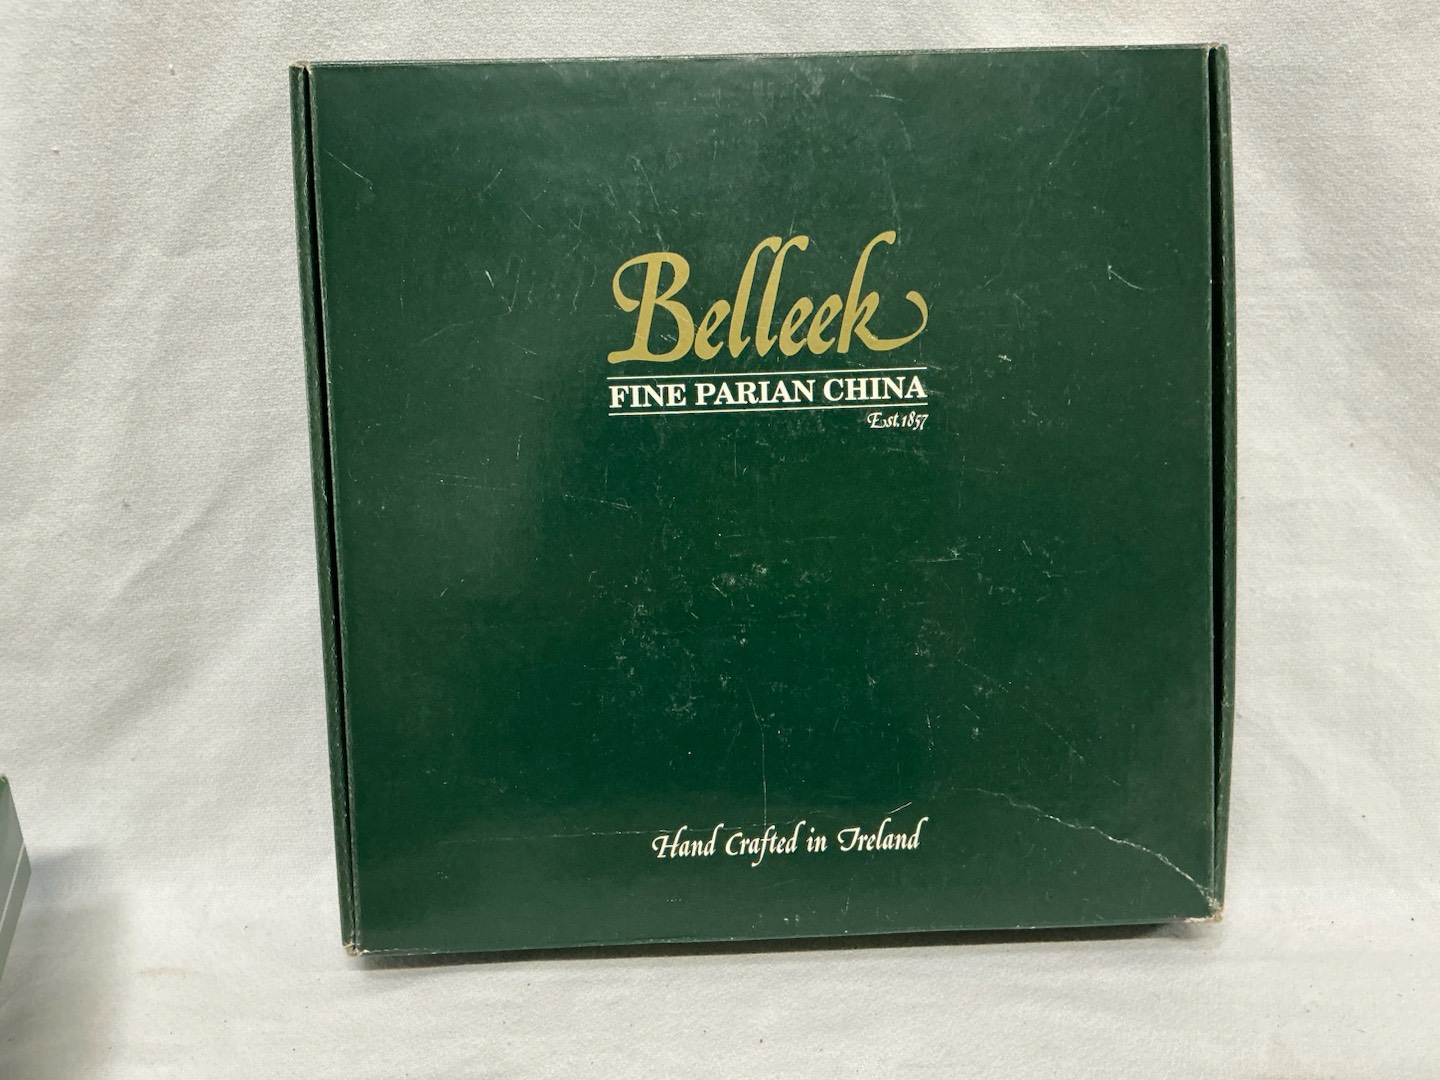 Belleek
FINE PARIAN CHINA
Est. 1857
Hand Crafted in Ireland